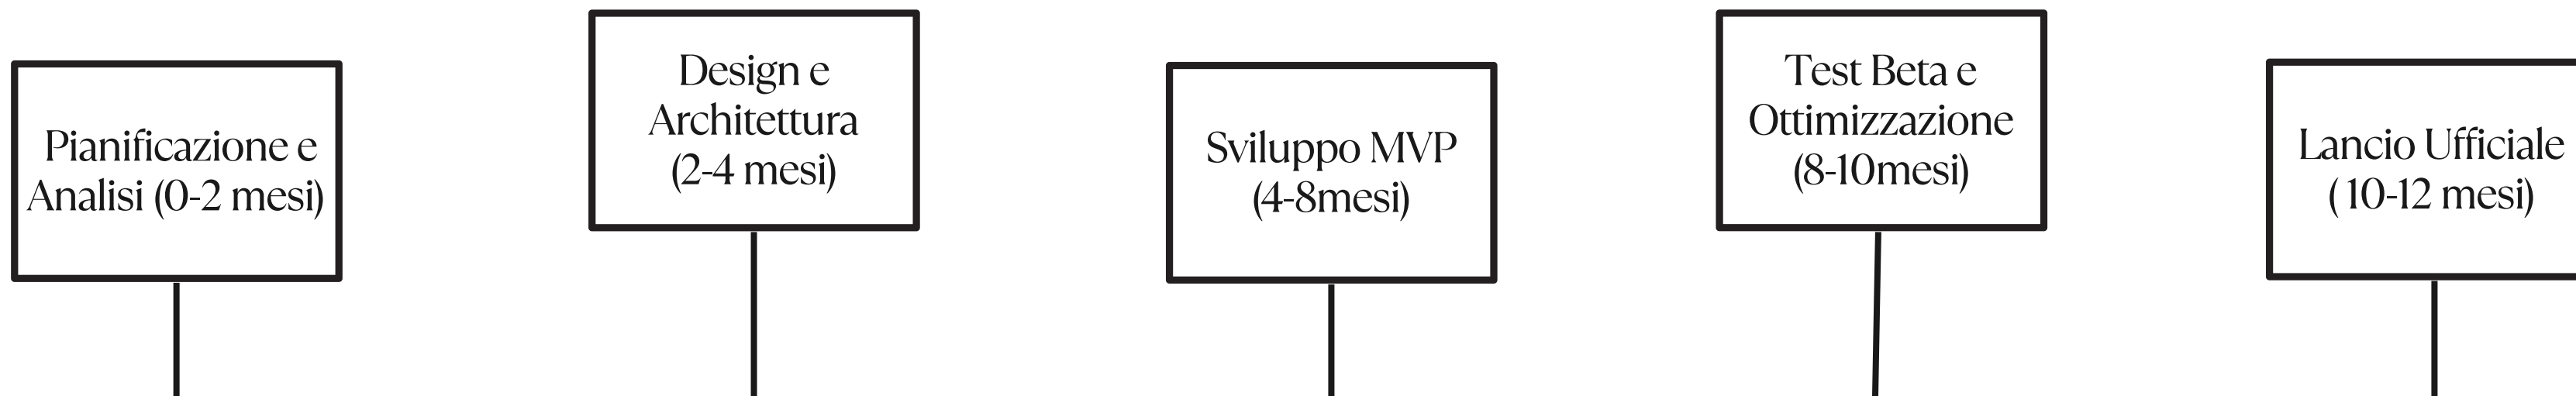 Pianificazione e
Analisi (0-2 mesi)
Design e
Architettura
(2-4 mesi)
Sviluppo MVP
(4-8mesi)
Test Beta e
Ottimizzazione
(8-10mesi)
Lancio Ufficiale
( 10-12 mesi)